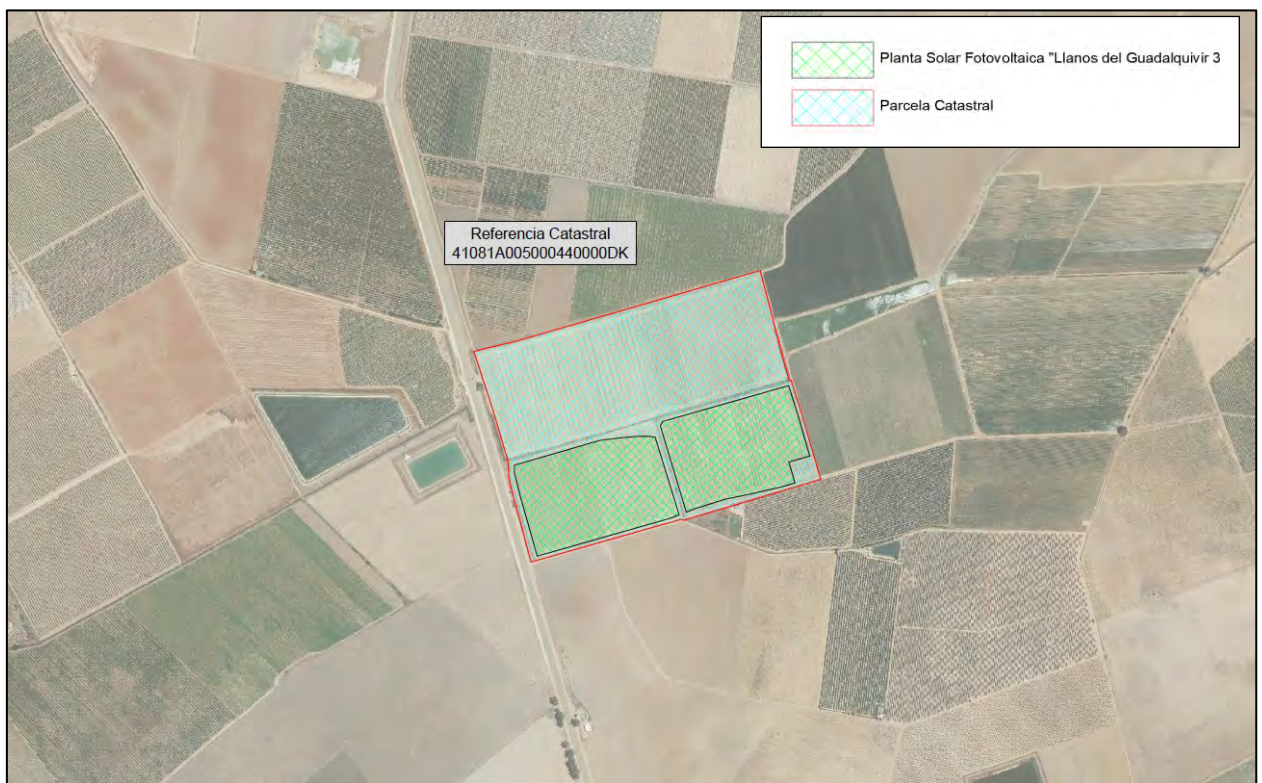 Planta Solar Fotovoltaica "Llanos del Guadalquivir 3
Parcela Catastral
Referencia Catastral
41081A005000440000DK